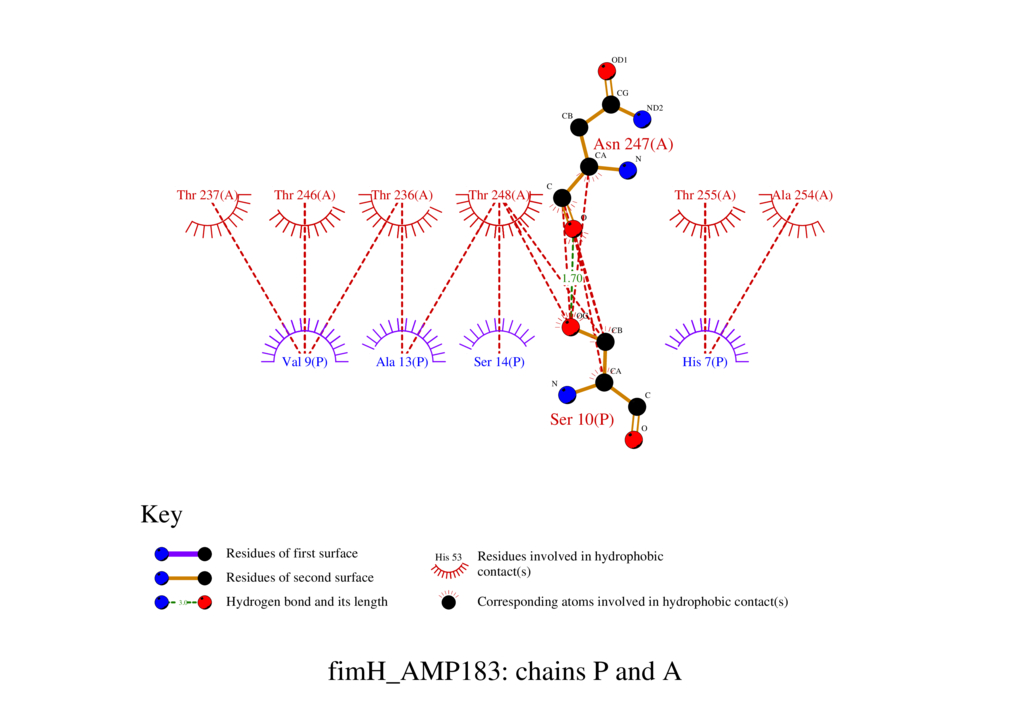 OD1
CG
ND2
CB
Asn 247(A)
CA
N
C
O
Thr 237(A)
Thr 246(A)
Thr 236(A)
Thr 248(A)
Thr 255(A)
Ala 254(A)
1.70
OG
CB
Val 9(P)
Ala 13(P)
Ser 14(P)
His 7(P)
CA
N
C
Ser 10(P)
O
Key
Residues of first surface
Residues of second surface
3.0
Hydrogen bond and its length
His 53
Residues involved in hydrophobic
contact(s)
Corresponding atoms involved in hydrophobic contact(s)
fimH_AMP183: chains P and A